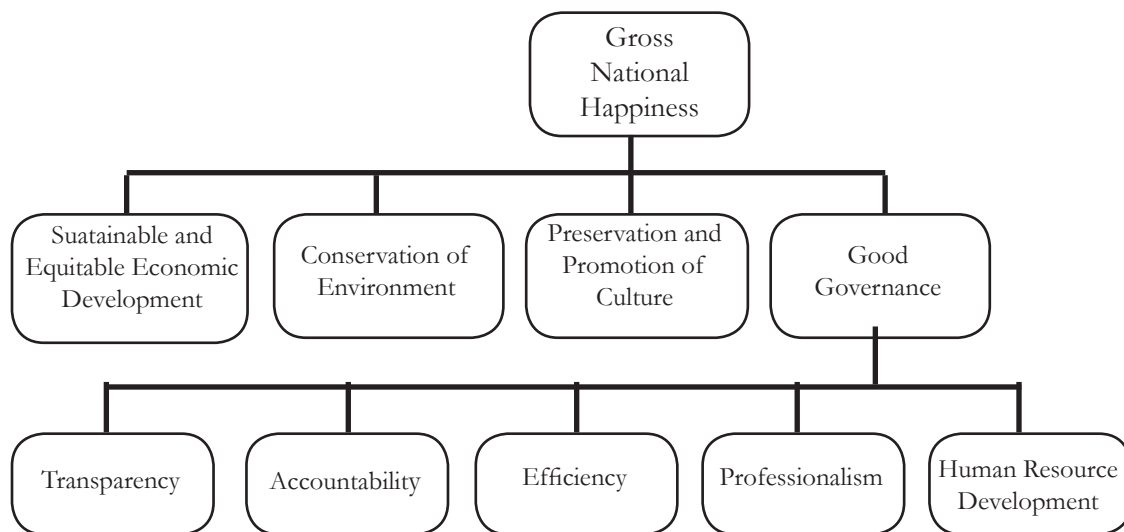 Gross
National
Happiness
Suatainable and
Equitable Economic
Development
Conservation of
Environment
Preservation and
Promotion of
Culture
Good
Governance
Transparency
Accountability
Efficiency
Professionalism
Human Resource
Development